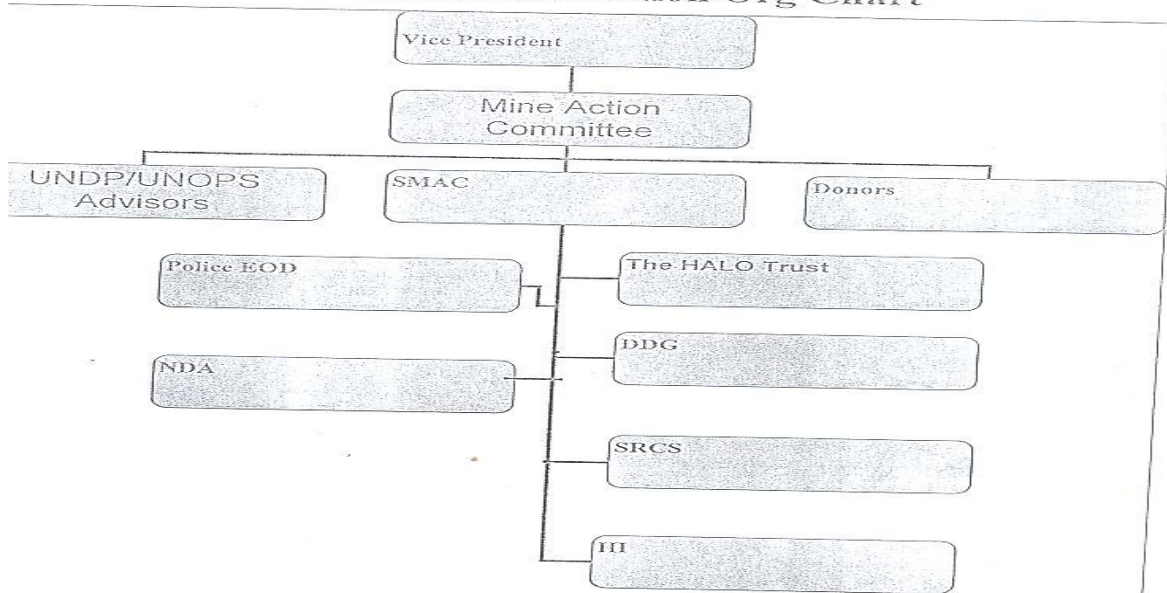 Org Chart
Vice President
Mine Action
Committee
UNDP/UNOPS
Advisors
SMAC
Donors
Police EOD
The HALO Trust
NDA
DDG
SRCS
HI